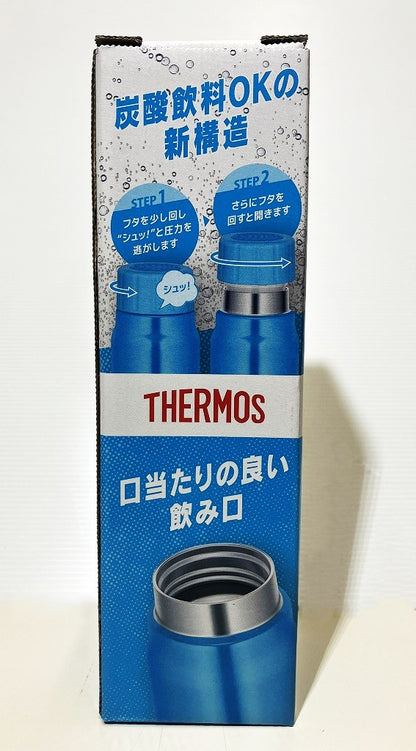 炭酸飲料OKの
新構造
STEP 1
フタを少し回し
“シュッ!”と圧力を
逃がします
STEP 2
さらにフタを
回すと開きます
シュッ!
THERMOS
口当たりの良い
飲み口